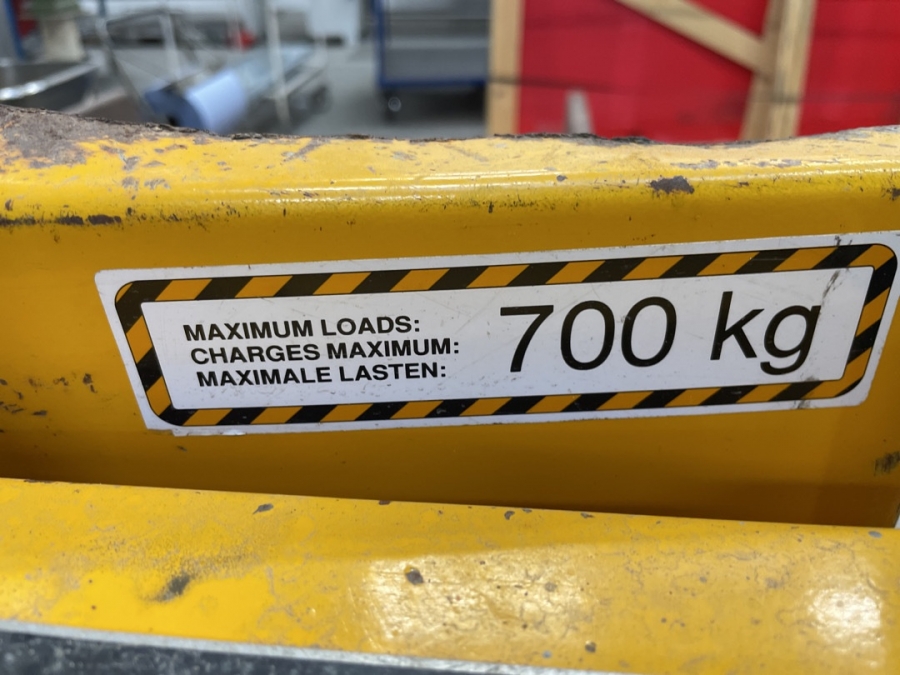 MAXIMUM LOADS:
CHARGES MAXIMUM:
MAXIMALE LASTEN:
700 kg